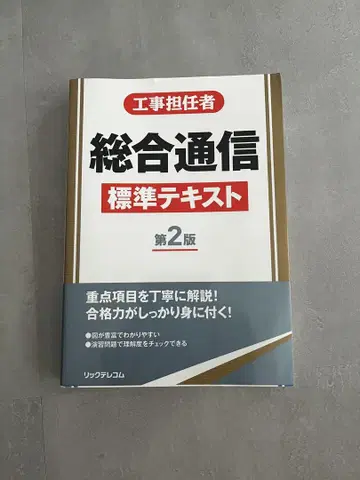 工事担任者
総合通信
標準テキスト
第2版
重点項目を丁寧に解説!
合格力がしっかり身に付く!
●図が豊富でわかりやすい
●演習問題で理解度をチェックできる
リックテレコム